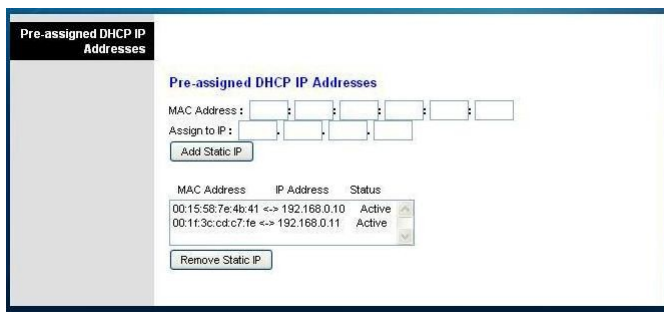 Pre-assigned DHCP IP
Addresses
Pre-assigned DHCP IP Addresses
MAC Address : : : : : :
Assign to IP : . . .
Add Static IP
MAC Address IP Address Status
00:15:58:7e:4b:41 <-> 192.168.0.10 Active
00:1f:3c:cd:c7:fe <-> 192.168.0.11 Active
Remove Static IP